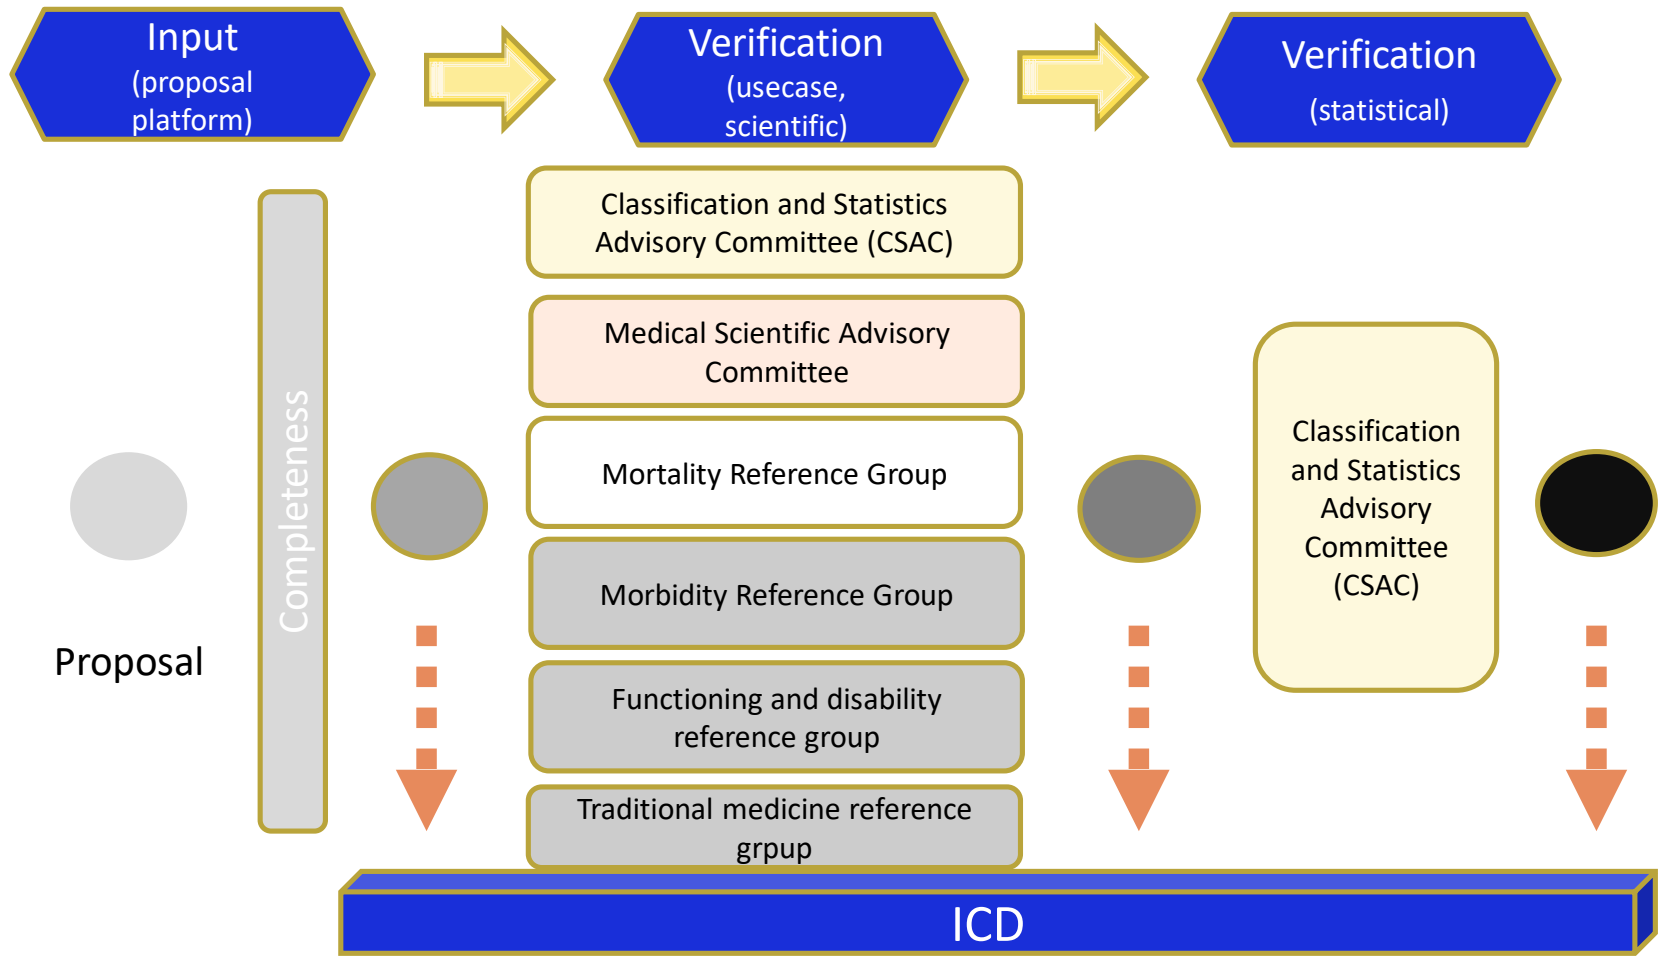 Input
(proposal
platform)
Verification
(usecase,
scientific)
Verification
(statistical)
Completeness
Proposal
Classification and Statistics
Advisory Committee (CSAC)
Medical Scientific Advisory
Committee
Mortality Reference Group
Morbidity Reference Group
Functioning and disability
reference group
Traditional medicine reference
grpup
Classification
and Statistics
Advisory
Committee
(CSAC)
ICD